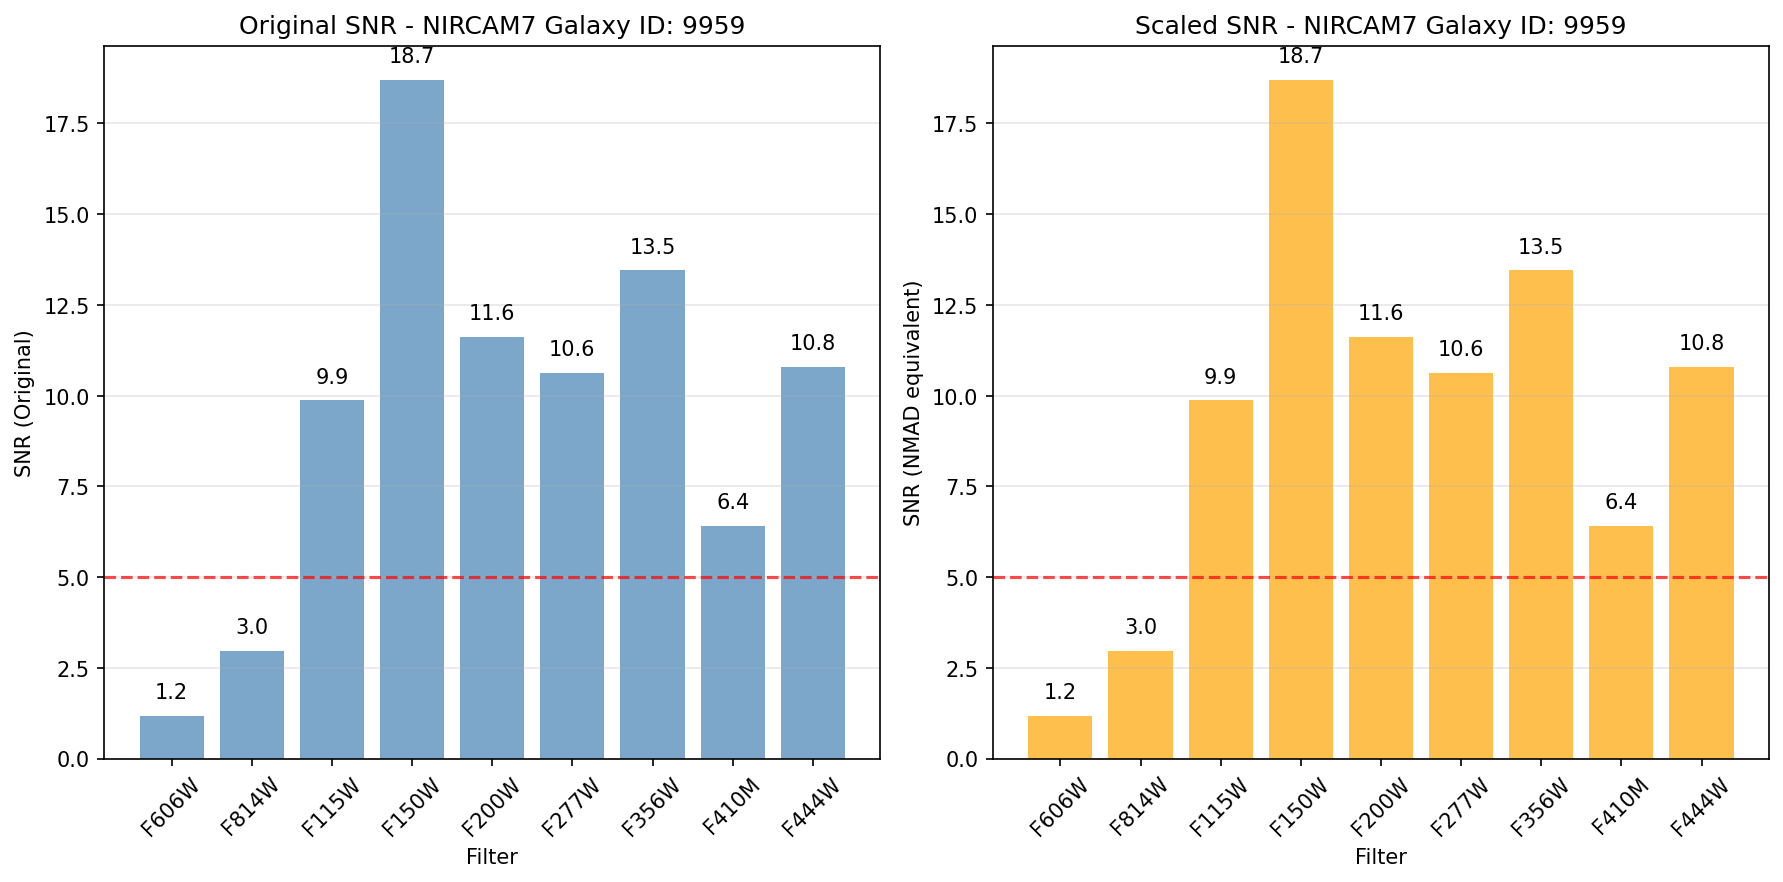 Original SNR - NIRCAM7 Galaxy ID: 9959
SNR (Original)
17.5
15.0
12.5
10.0
7.5
5.0
2.5
0.0
1.2
3.0
9.9
18.7
11.6
10.6
13.5
6.4
10.8
F606W
F814W
F115W
F150W
F200W
F277W
F356W
F410M
F444W
Filter
Scaled SNR - NIRCAM7 Galaxy ID: 9959
SNR (NMAD equivalent)
17.5
15.0
12.5
10.0
7.5
5.0
2.5
0.0
1.2
3.0
9.9
18.7
11.6
10.6
13.5
6.4
10.8
F606W
F814W
F115W
F150W
F200W
F277W
F356W
F410M
F444W
Filter